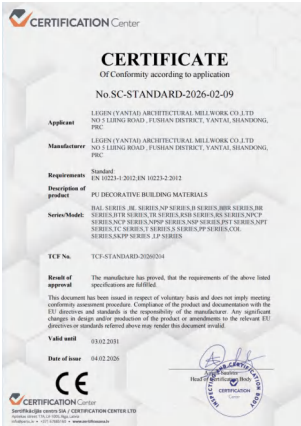 CERTIFICATION Center
CERTIFICATE
Of Conformity according to application
No.SC-STANDARD-2026-02-09
Applicant
LEGEN (YANTAI) ARCHITECTURAL MILLWORK CO.,LTD
NO 5 LIJING ROAD , FUSHAN DISTRICT, YANTAI, SHANDONG,
PRC
Manufacturer
LEGEN (YANTAI) ARCHITECTURAL MILLWORK CO.,LTD
NO 5 LIJING ROAD , FUSHAN DISTRICT, YANTAI, SHANDONG,
PRC
Requirements
Standard:
EN 10223-1:2012,EN 10223-2:2012
Description of
product
PU DECORATIVE BUILDING MATERIALS
Series/Model:
BAL SERIES ,BL SERIES,NP SERIES,B SERIES,BBR SERIES,BR
SERIES,BTR SERIES,TR SERIES,RSB SERIES,RS SERIES,NPCP
SERIES,NCP SERIES,NPSP SERIES,NSP SERIES,PST SERIES,NPT
SERIES,TC SERIES,T SERIES,S SERIES,PP SERIES,COL
SERIES,SKPP SERIES ,LP SERIES
TCF No.
TCF-STANDARD-20260204
Result of
approval
The manufacture has proved, that the requirements of the above listed
specifications are fulfilled.
This document has been issued in respect of voluntary basis and does not imply meeting
conformity assessment procedure. Compliance of the product and documentation with the
EU directives and standards is the responsibility of the manufacturer. Any significant
changes in design and/or production of the product or amendments to the relevant EU
directives or standards referred above may render this document invalid.
Valid until
03.02.2031
Date of issue
04.02.2026
Head of Certification Body
CE
CERTIFICATION Center
Sertifikācijas centrs SIA / CERTIFICATION CENTER LTD